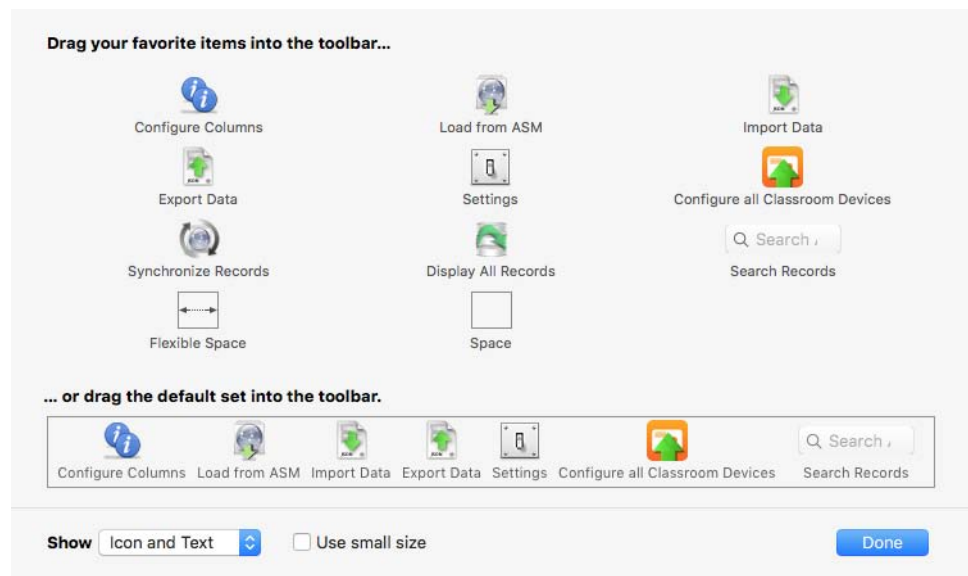 Drag your favorite items into the toolbar...
Configure Columns
Load from ASM
Import Data
Export Data
Settings
Configure all Classroom Devices
Synchronize Records
Display All Records
Search
Search Records
Flexible Space
Space
... or drag the default set into the toolbar.
Search
Configure Columns Load from ASM Import Data Export Data Settings Configure all Classroom Devices Search Records
Show Icon and Text Use small size Done